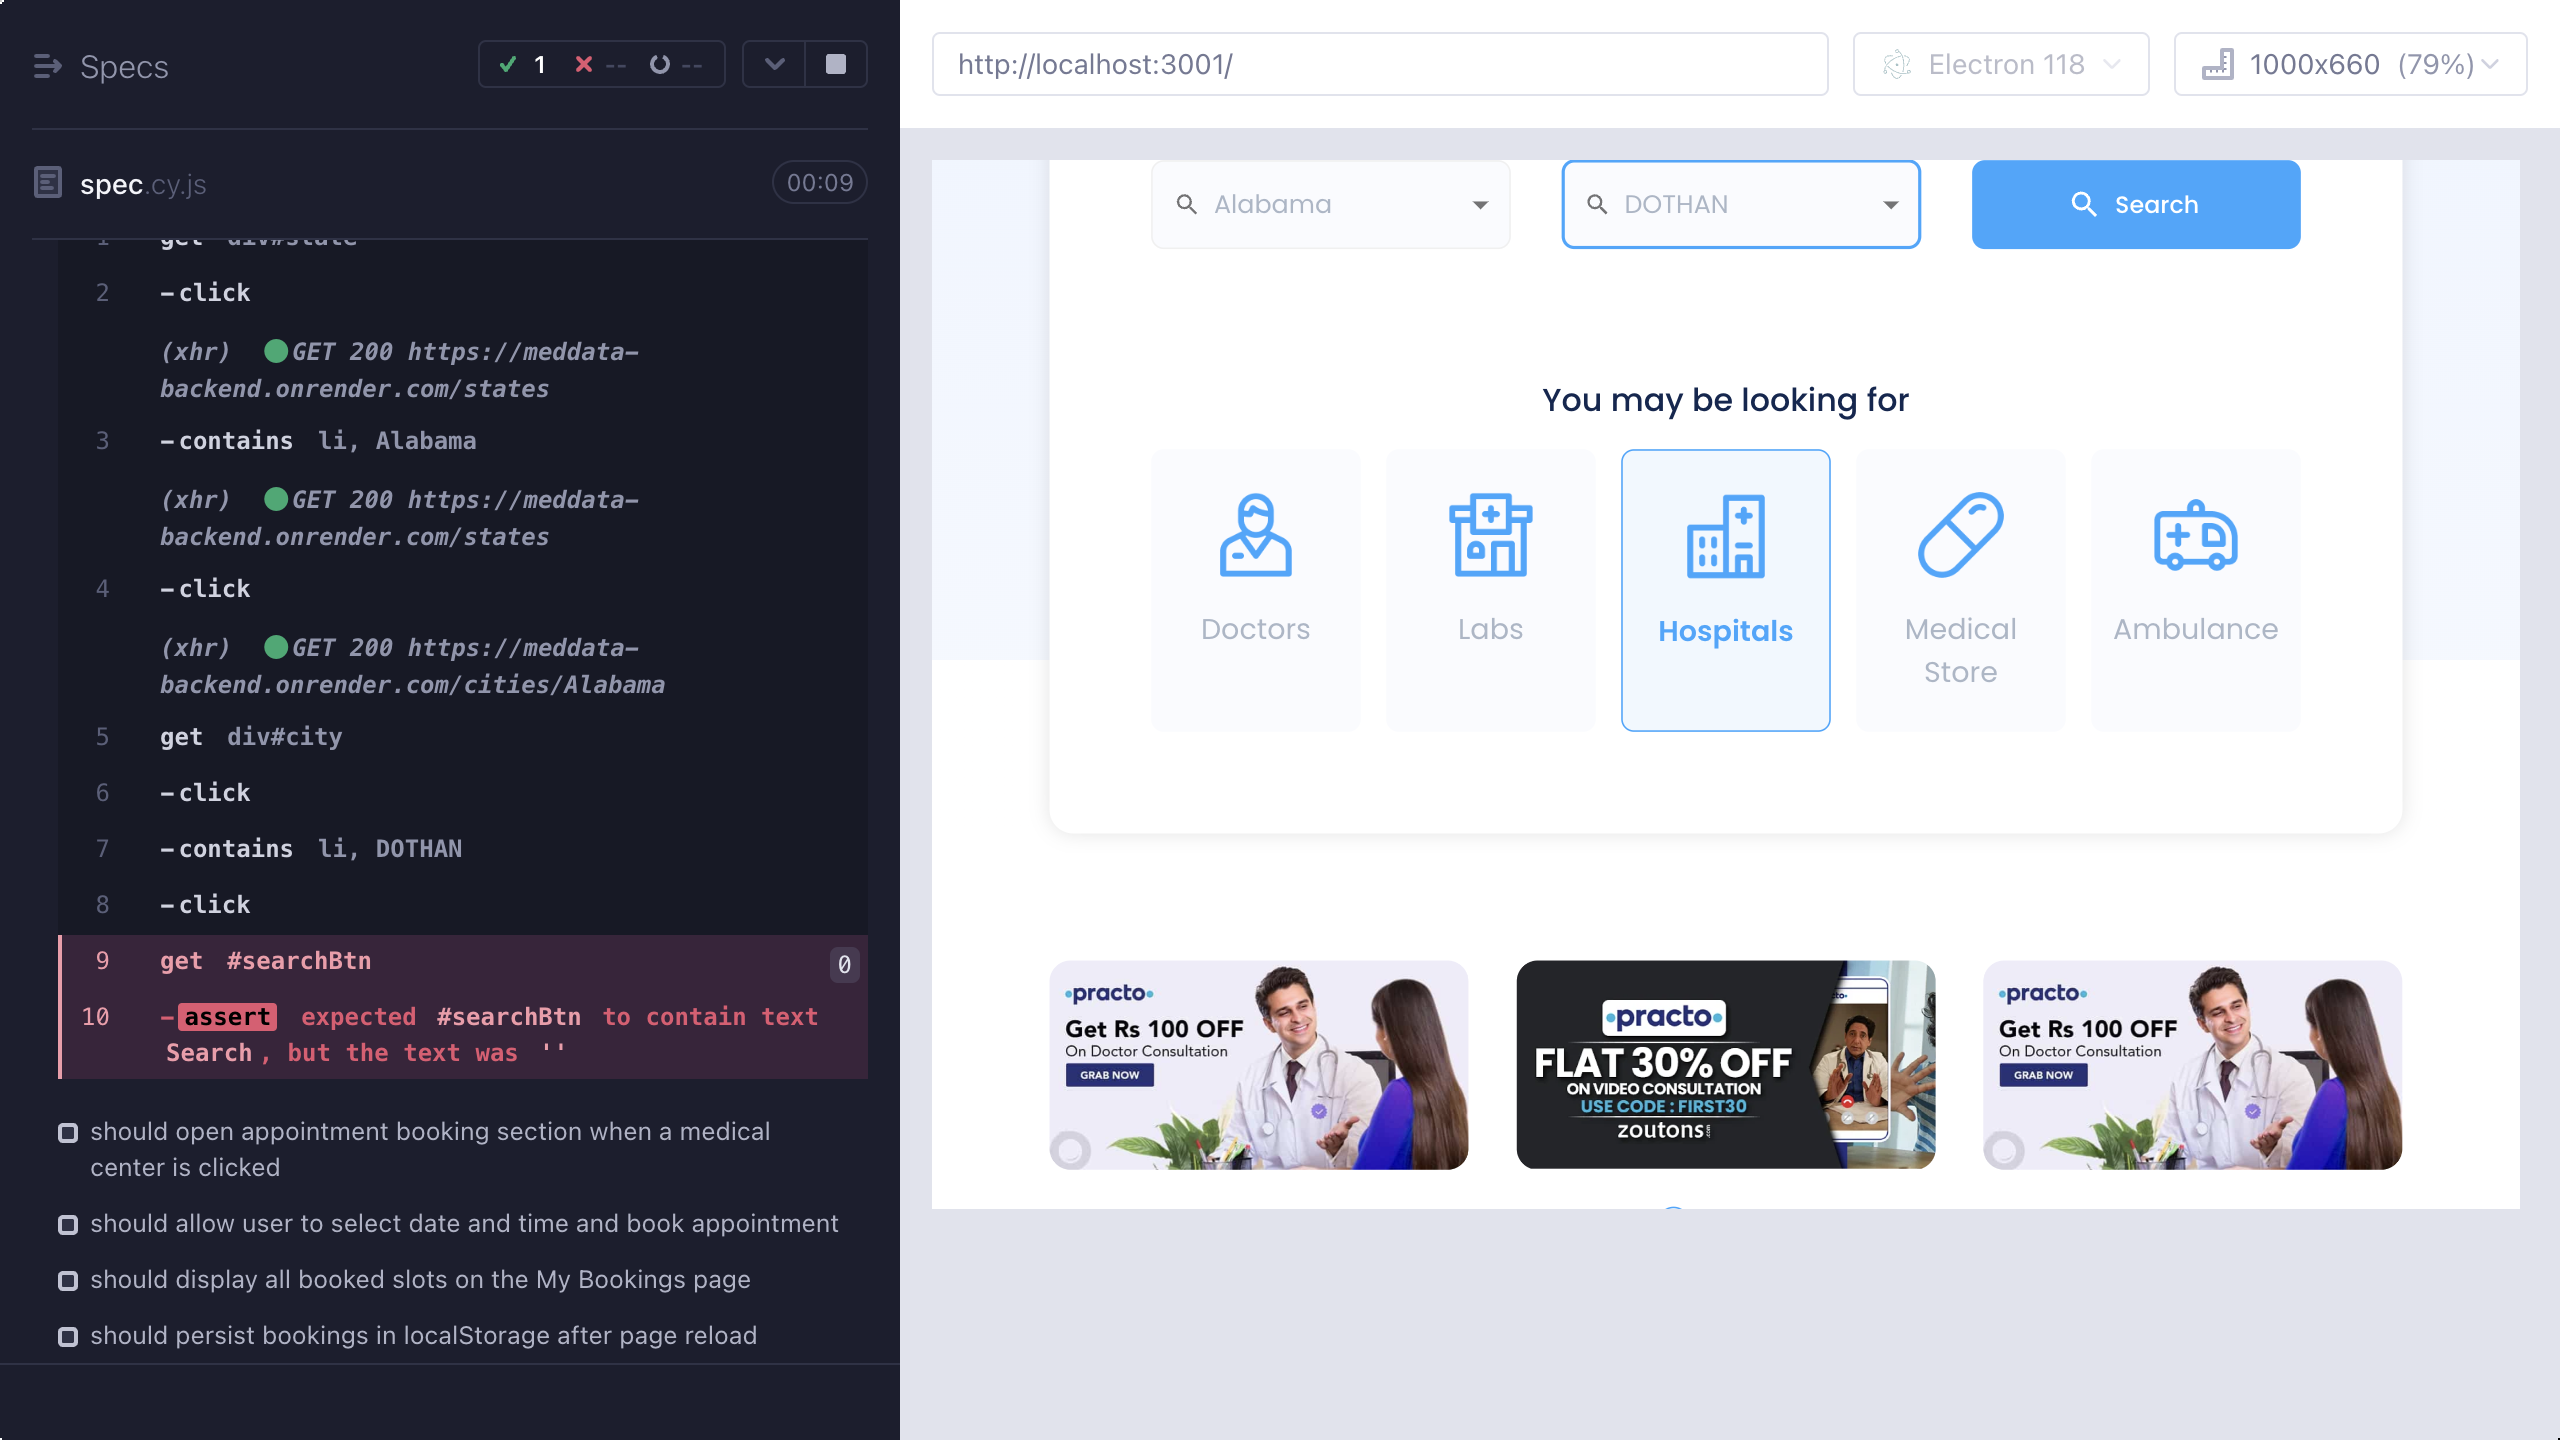 Specs
1 -- --
spec.cy.js
00:09
1 get div#state
2 -click
(xhr) GET 200 https://meddata-
backend.onrender.com/states
3 -contains li, Alabama
(xhr) GET 200 https://meddata-
backend.onrender.com/states
4 -click
(xhr) GET 200 https://meddata-
backend.onrender.com/cities/Alabama
5 get div#city
6 -click
7 -contains li, DOTHAN
8 -click
9 get #searchBtn 0
10 -assert expected #searchBtn to contain text
Search, but the text was ''
should open appointment booking section when a medical
center is clicked
should allow user to select date and time and book appointment
should display all booked slots on the My Bookings page
should persist bookings in localStorage after page reload
http://localhost:3001/
Electron 118
1000x660 (79%)
Alabama
DOTHAN
Search
You may be looking for
Doctors
Labs
Hospitals
Medical
Store
Ambulance
practo
Get Rs 100 OFF
On Doctor Consultation
GRAB NOW
practo
FLAT 30% OFF
ON VIDEO CONSULTATION
USE CODE : FIRST30
zoutons.com
practo
Get Rs 100 OFF
On Doctor Consultation
GRAB NOW